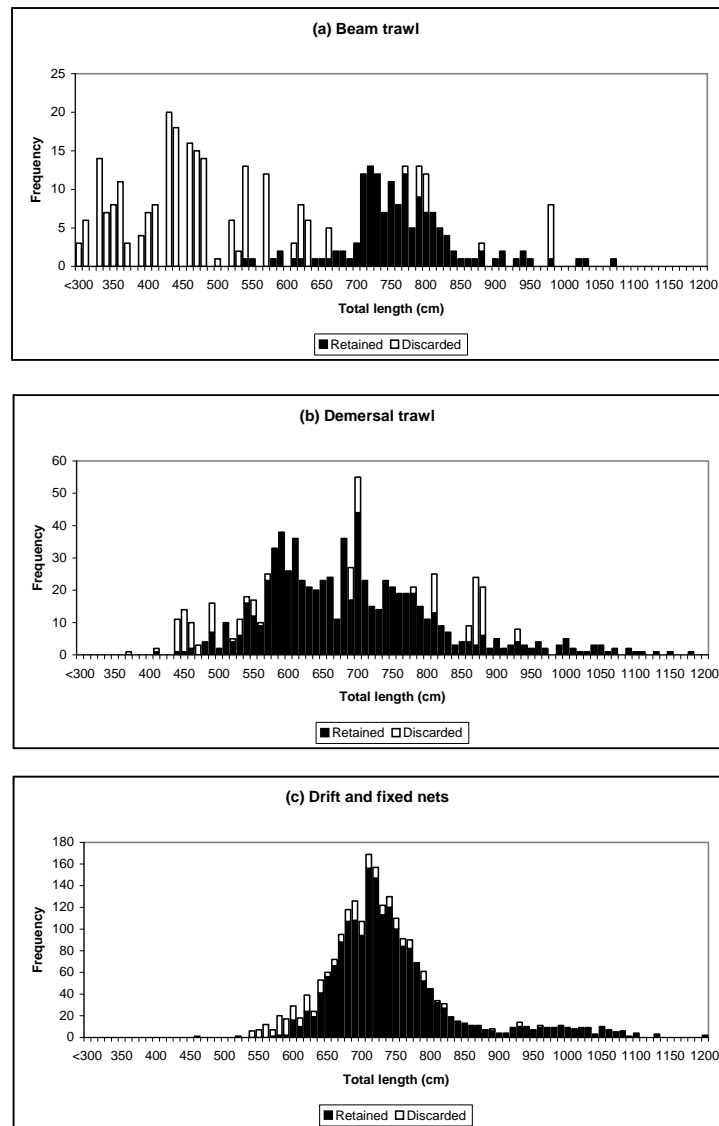 (a) Beam trawl
25
20
15
10
5
0
Frequency
<300 350 400 450 500 550 600 650 700 750 800 850 900 950 1000 1050 1100 1150 1200
Total length (cm)
Retained Discarded
(b) Demersal trawl
60
50
40
30
20
10
0
Frequency
<300 350 400 450 500 550 600 650 700 750 800 850 900 950 1000 1050 1100 1150 1200
Total length (cm)
Retained Discarded
(c) Drift and fixed nets
180
160
140
120
100
80
60
40
20
0
Frequency
<300 350 400 450 500 550 600 650 700 750 800 850 900 950 1000 1050 1100 1150 1200
Total length (cm)
Retained Discarded